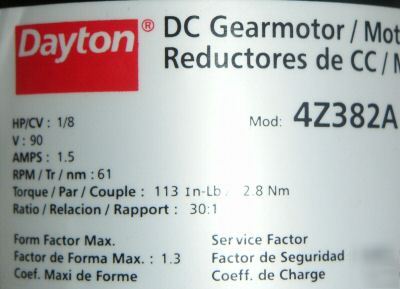 Dayton® DC Gearmotor / Mot
Reductores de CC / M
HP/CV : 1/8
Mod: 4Z382A
V : 90
AMPS : 1.5
RPM / Tr / nm : 61
Torque / Par / Couple : 113 In-Lb. 2.8 Nm
Ratio / Relacion / Rapport : 30:1
Form Factor Max. Service Factor
Factor de Forma Max. : 1.3 Factor de Seguridad
Coef. Maxi de Forme Coeff. de Charge